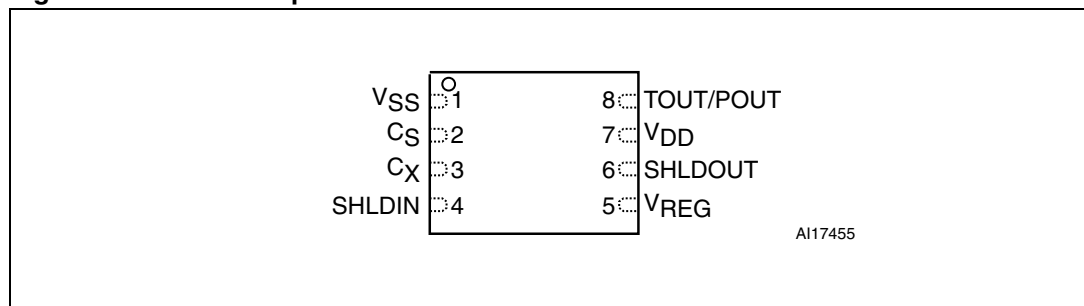 VSS 1 8 TOUT/POUT
CS 2 7 VDD
CX 3 6 SHLDOUT
SHLDIN 4 5 VREG
AI17455